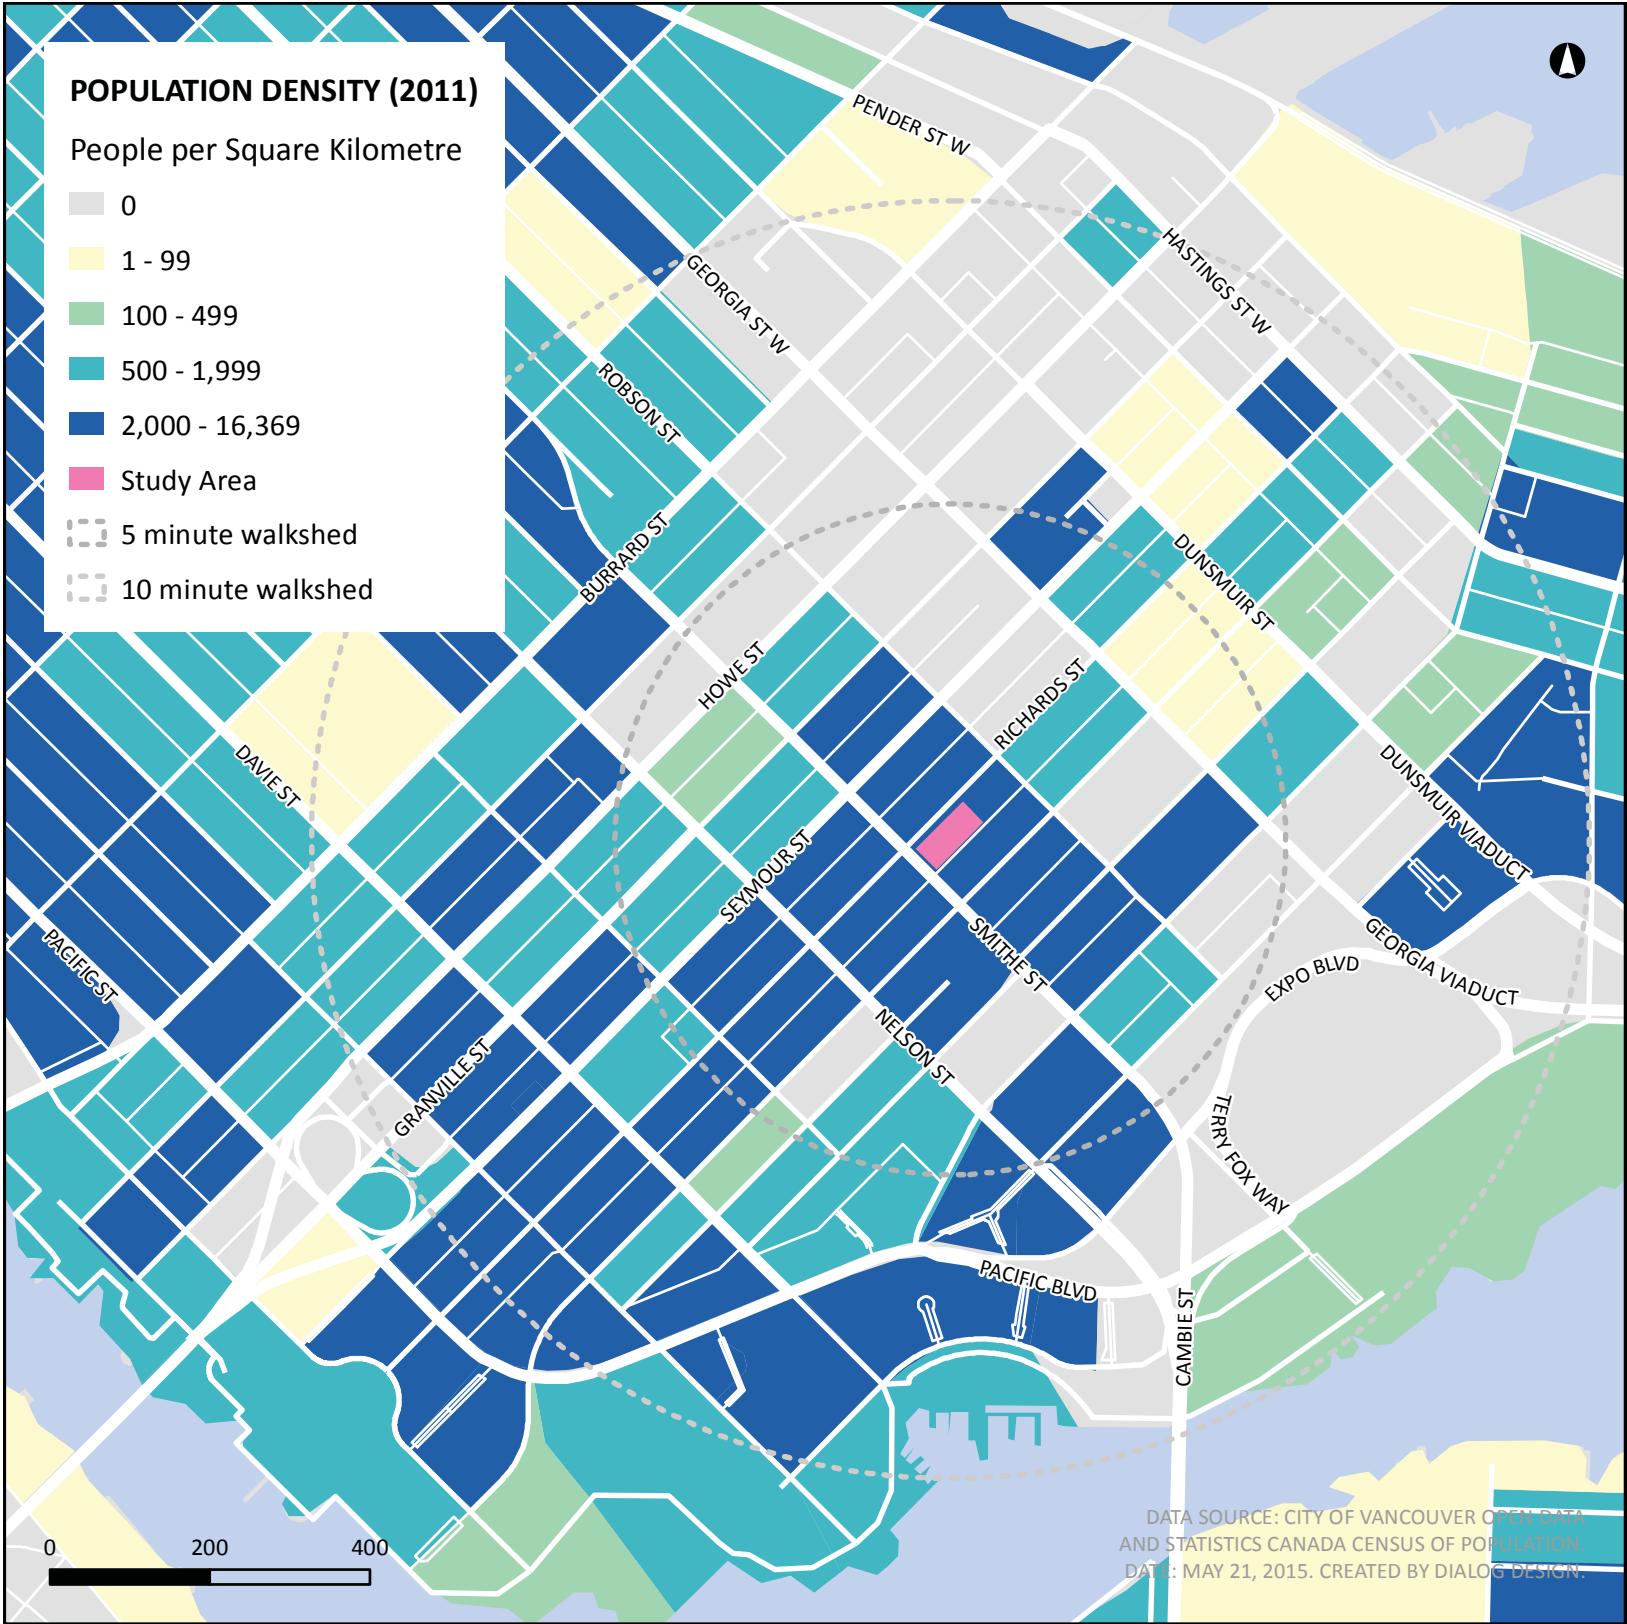 POPULATION DENSITY (2011)
People per Square Kilometre
0
1 - 99
100 - 499
500 - 1,999
2,000 - 16,369
Study Area
5 minute walkshed
10 minute walkshed
PENDER ST W
HASTINGS ST W
GEORGIA ST W
ROBSON ST
BURRARD ST
DUNSMUIR ST
HOWE ST
RICHARDS ST
DAVIE ST
DUNSMUIR VIADUCT
SEYMOUR ST
PACIFIC ST
SMITHE ST
EXPO BLVD
GEORGIA VIADUCT
NELSON ST
GRANVILLE ST
TERRY FOX WAY
PACIFIC BLVD
CAMBIE ST
0 200 400
DATA SOURCE: CITY OF VANCOUVER OPEN DATA
AND STATISTICS CANADA CENSUS OF POPULATION.
DATE: MAY 21, 2015. CREATED BY DIALOG DESIGN.